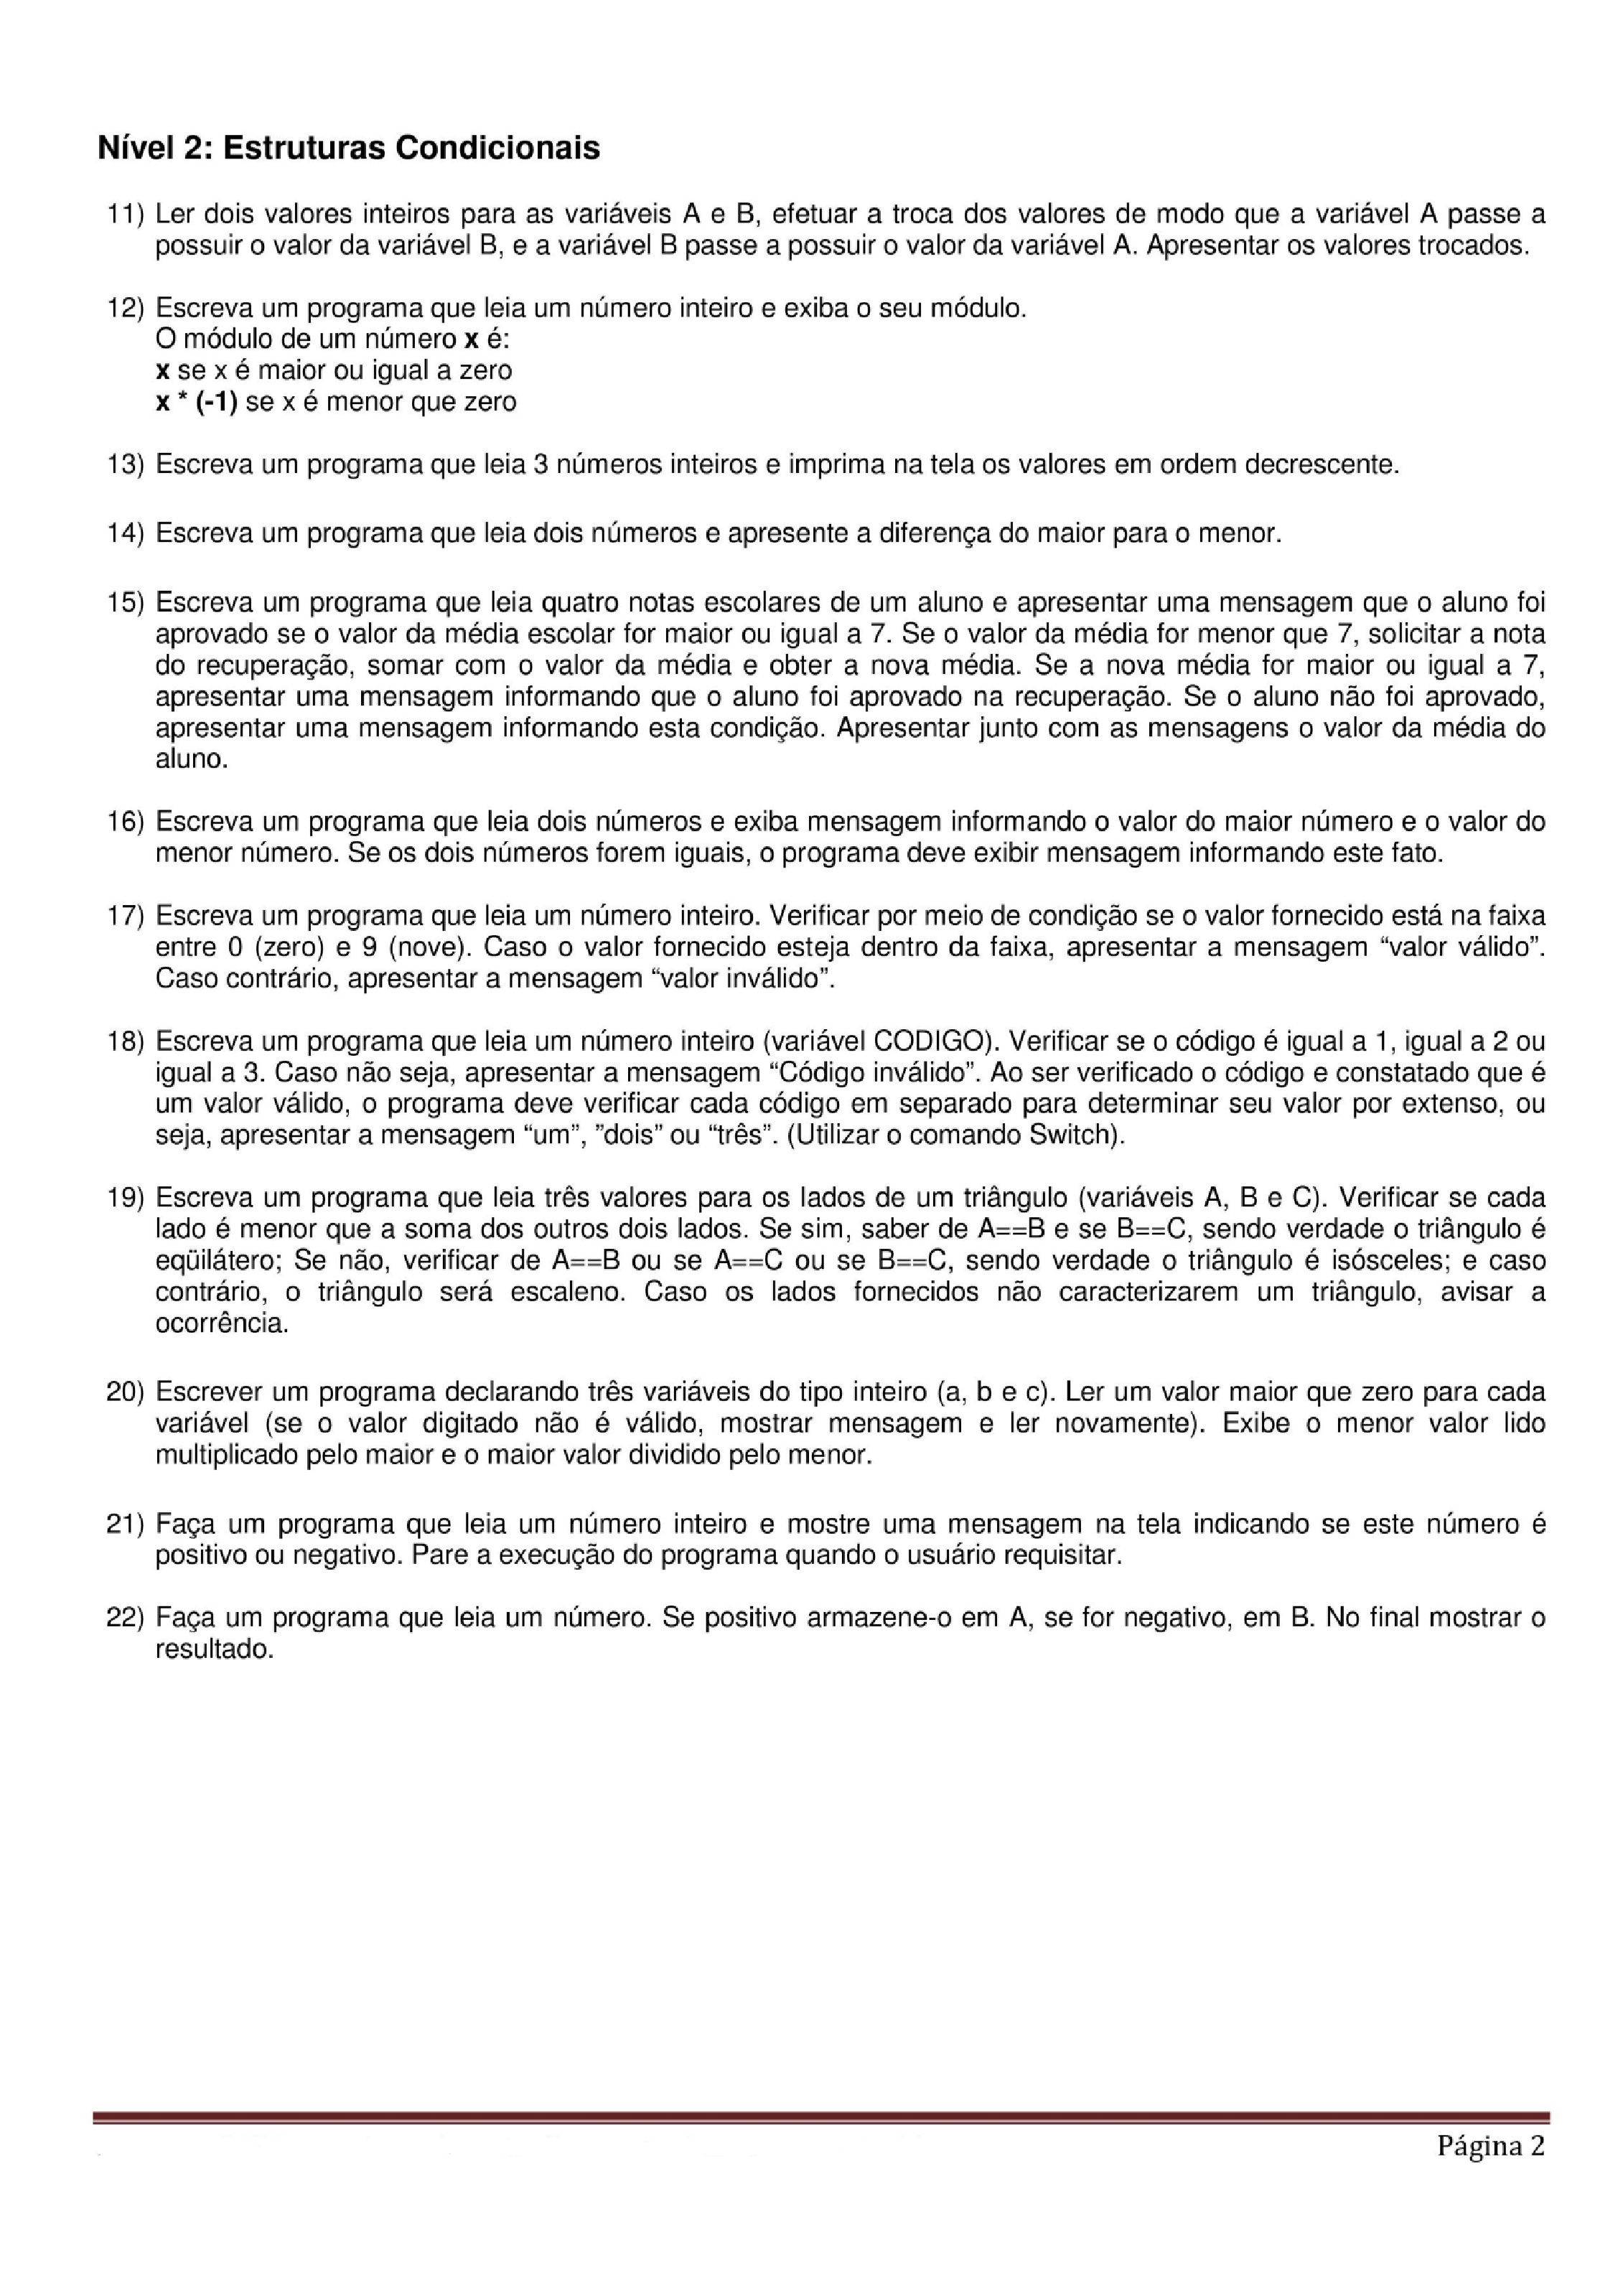 Nível 2: Estruturas Condicionais
11) Ler dois valores inteiros para as variáveis A e B, efetuar a troca dos valores de modo que a variável A passe a
possuir o valor da variável B, e a variável B passe a possuir o valor da variável A. Apresentar os valores trocados.
12) Escreva um programa que leia um número inteiro e exiba o seu módulo.
O módulo de um número x é:
x se x é maior ou igual a zero
x * (-1) se x é menor que zero
13) Escreva um programa que leia 3 números inteiros e imprima na tela os valores em ordem decrescente.
14) Escreva um programa que leia dois números e apresente a diferença do maior para o menor.
15) Escreva um programa que leia quatro notas escolares de um aluno e apresentar uma mensagem que o aluno foi
aprovado se o valor da média escolar for maior ou igual a 7. Se o valor da média for menor que 7, solicitar a nota
do recuperação, somar com o valor da média e obter a nova média. Se a nova média for maior ou igual a 7,
apresentar uma mensagem informando que o aluno foi aprovado na recuperação. Se o aluno não foi aprovado,
apresentar uma mensagem informando esta condição. Apresentar junto com as mensagens o valor da média do
aluno.
16) Escreva um programa que leia dois números e exiba mensagem informando o valor do maior número e o valor do
menor número. Se os dois números forem iguais, o programa deve exibir mensagem informando este fato.
17) Escreva um programa que leia um número inteiro. Verificar por meio de condição se o valor fornecido está na faixa
entre 0 (zero) e 9 (nove). Caso o valor fornecido esteja dentro da faixa, apresentar a mensagem “valor válido”.
Caso contrário, apresentar a mensagem “valor inválido”.
18) Escreva um programa que leia um número inteiro (variável CODIGO). Verificar se o código é igual a 1, igual a 2 ou
igual a 3. Caso não seja, apresentar a mensagem “Código inválido”. Ao ser verificado o código e constatado que é
um valor válido, o programa deve verificar cada código em separado para determinar seu valor por extenso, ou
seja, apresentar a mensagem “um”, ”dois” ou “três”. (Utilizar o comando Switch).
19) Escreva um programa que leia três valores para os lados de um triângulo (variáveis A, B e C). Verificar se cada
lado é menor que a soma dos outros dois lados. Se sim, saber de A==B e se B==C, sendo verdade o triângulo é
eqüilátero; Se não, verificar de A==B ou se A==C ou se B==C, sendo verdade o triângulo é isósceles; e caso
contrário, o triângulo será escaleno. Caso os lados fornecidos não caracterizarem um triângulo, avisar a
ocorrência.
20) Escrever um programa declarando três variáveis do tipo inteiro (a, b e c). Ler um valor maior que zero para cada
variável (se o valor digitado não é válido, mostrar mensagem e ler novamente). Exibe o menor valor lido
multiplicado pelo maior e o maior valor dividido pelo menor.
21) Faça um programa que leia um número inteiro e mostre uma mensagem na tela indicando se este número é
positivo ou negativo. Pare a execução do programa quando o usuário requisitar.
22) Faça um programa que leia um número. Se positivo armazene-o em A, se for negativo, em B. No final mostrar o
resultado.
Página 2